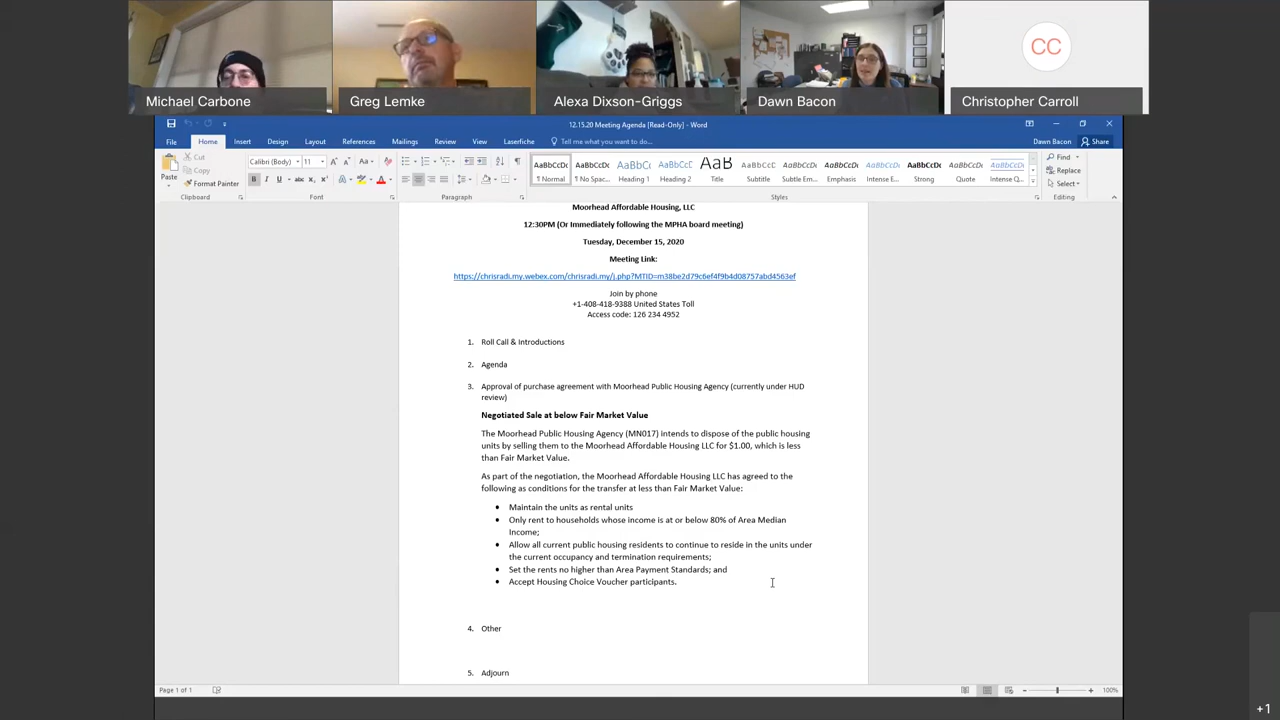 CC
Michael Carbone
Greg Lemke
Alexa Dixson-Griggs
Dawn Bacon
Christopher Carroll
12.15.20 Meeting Agenda [Read-Only] - Word
File Home Insert Design Layout References Mailings Review View Laserfiche Tell me what you want to do... Dawn Bacon Share
Paste
Cut
Copy
Format Painter
Clipboard
Calibri (Body) 11
Font
Paragraph
AaBbCcDc AaBbCcDc AaBbCc AaBbCcD AaB AaBbCcD AaBbCcDc AaBbCcDc AaBbCcDc AaBbCcDc AaBbCcDc AaBbCcDc
¶ Normal ¶ No Spac... Heading 1 Heading 2 Title Subtitle Subtle Em... Emphasis Intense E... Strong Quote Intense Q...
Styles
Find
Replace
Select
Editing
Moorhead Affordable Housing, LLC
12:30PM (Or Immediately following the MPHA board meeting)
Tuesday, December 15, 2020
Meeting Link:
https://chrisradi.my.webex.com/chrisradi.my/j.php?MTID=m38be2d79c6ef4f9b4d08757abd4563ef
Join by phone
+1-408-418-9388 United States Toll
Access code: 126 234 4952
1. Roll Call & Introductions
2. Agenda
3. Approval of purchase agreement with Moorhead Public Housing Agency (currently under HUD
review)
Negotiated Sale at below Fair Market Value
The Moorhead Public Housing Agency (MN017) intends to dispose of the public housing
units by selling them to the Moorhead Affordable Housing LLC for $1.00, which is less
than Fair Market Value.
As part of the negotiation, the Moorhead Affordable Housing LLC has agreed to the
following as conditions for the transfer at less than Fair Market Value:
• Maintain the units as rental units
• Only rent to households whose income is at or below 80% of Area Median
Income;
• Allow all current public housing residents to continue to reside in the units under
the current occupancy and termination requirements;
• Set the rents no higher than Area Payment Standards; and
• Accept Housing Choice Voucher participants.
4. Other
5. Adjourn
Page 1 of 1
100%
+1